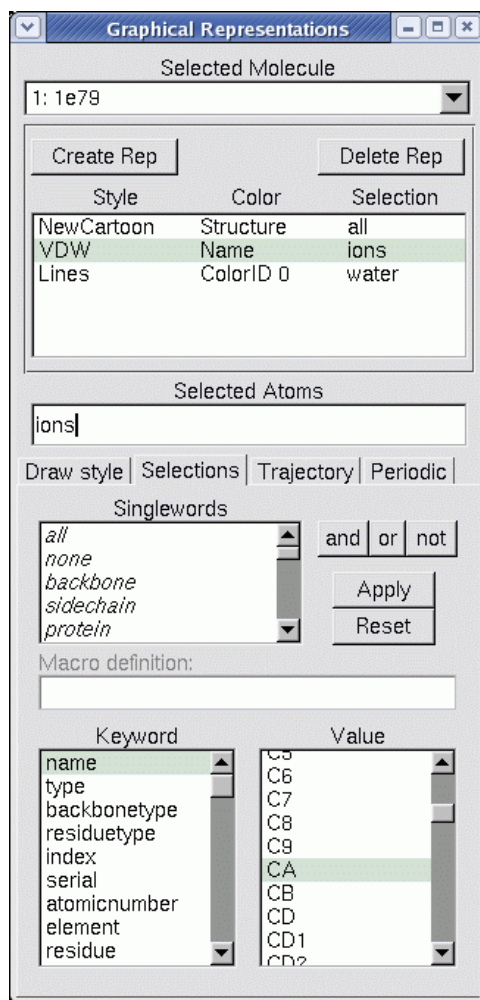 Graphical Representations
Selected Molecule
1: 1e79
Create Rep Delete Rep
Style Color Selection
NewCartoon Structure all
VDW Name ions
Lines ColorID 0 water
Selected Atoms
ions
Draw style Selections Trajectory Periodic
Singlewords
all
none
backbone
sidechain
protein
and or not
Apply
Reset
Macro definition:
Keyword Value
name
type
backbonetype
residuetype
index
serial
atomicnumber
element
residue
C5
C6
C7
C8
C9
CA
CB
CD
CD1
CD2